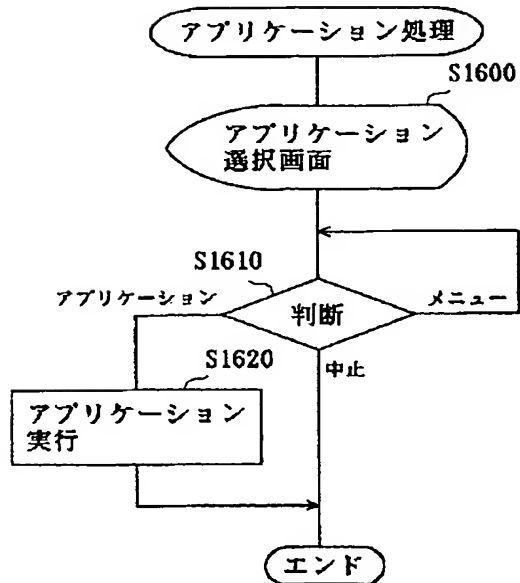 アプリケーション処理
S1600
アプリケーション
選択画面
S1610
アプリケーション
判断
メニュー
中止
S1620
アプリケーション
実行
エンド